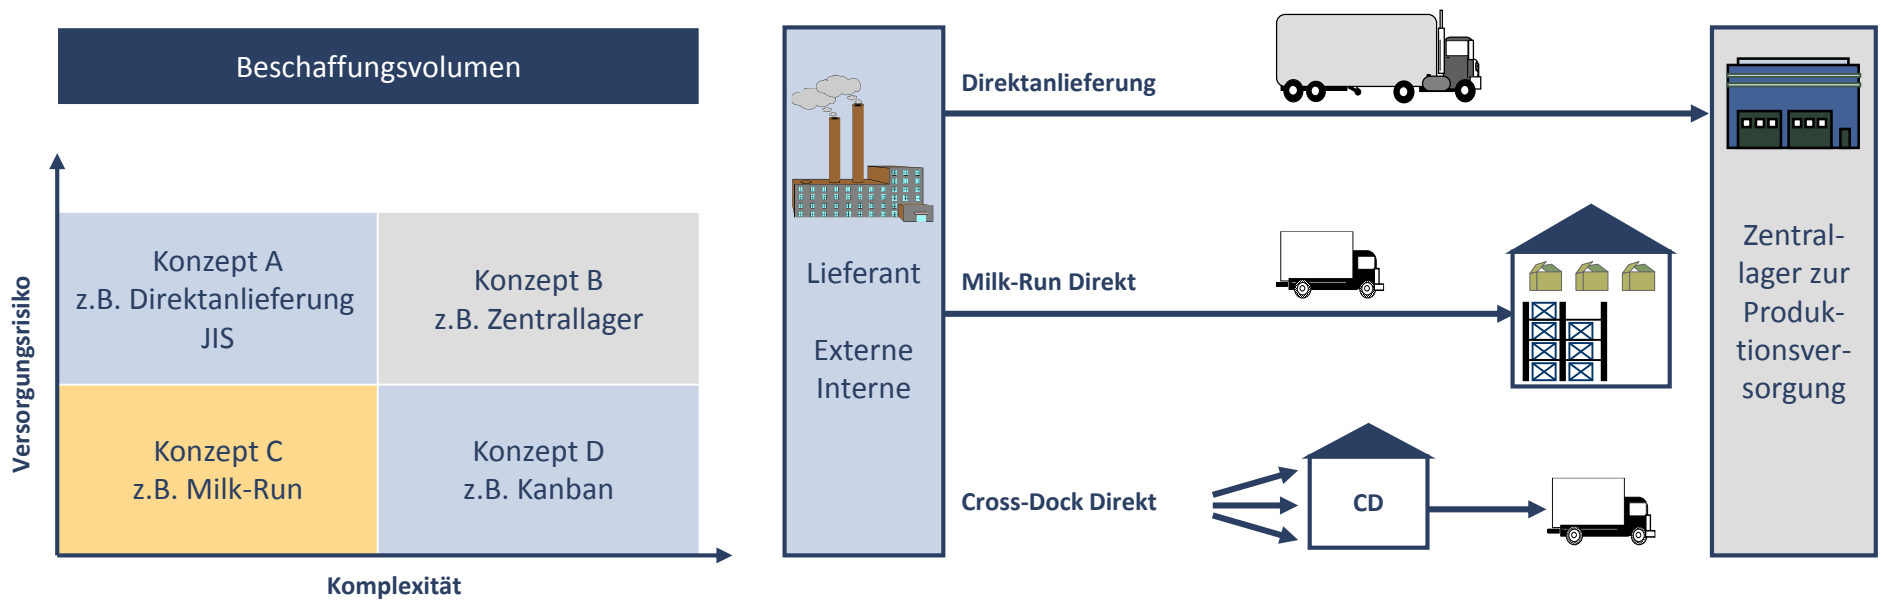 Beschaffungsvolumen
Versorgungsrisiko
Konzept A
z.B. Direktanlieferung
JIS
Konzept B
z.B. Zentrallager
Konzept C
z.B. Milk-Run
Konzept D
z.B. Kanban
Komplexität
Lieferant
Externe
Interne
Direktanlieferung
Milk-Run Direkt
Cross-Dock Direkt
CD
Zentral-
lager zur
Produk-
tionsver-
sorgung